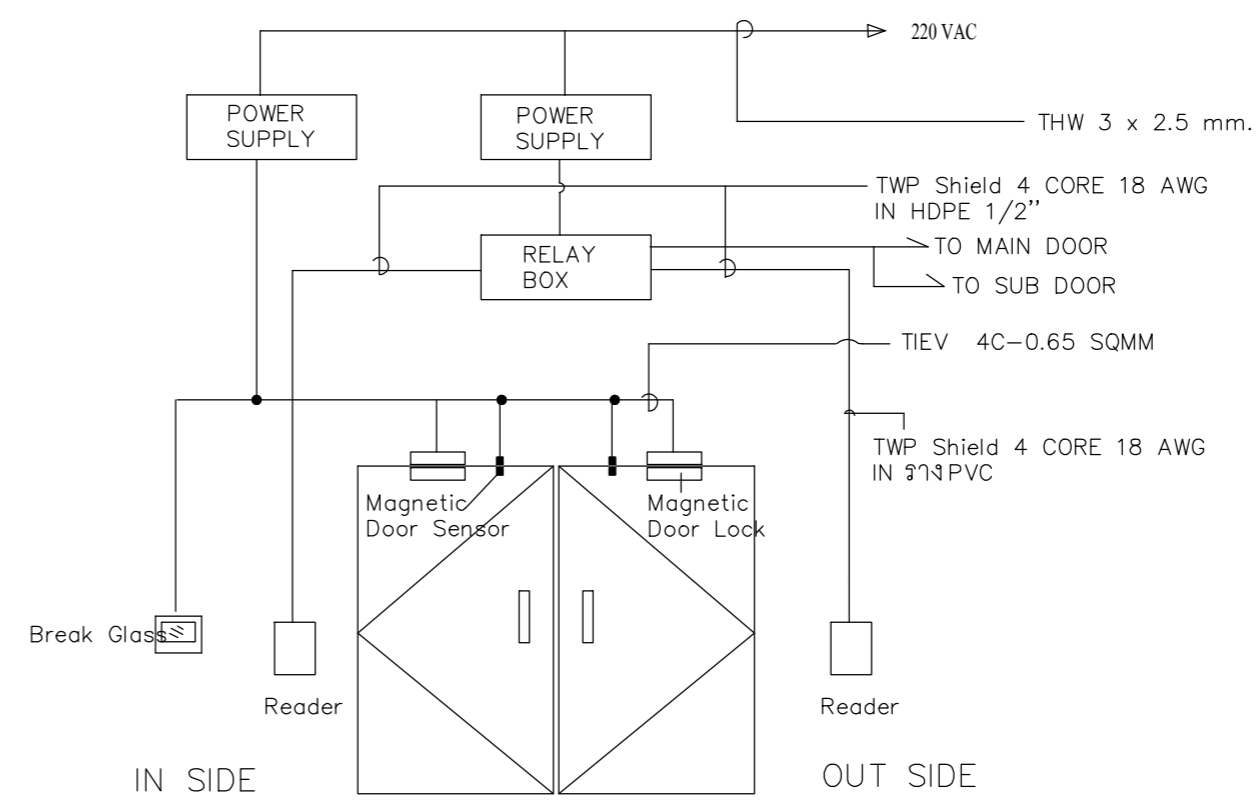 220 VAC
POWER
SUPPLY
POWER
SUPPLY
THW 3 x 2.5 mm.
TWP Shield 4 CORE 18 AWG
IN HDPE 1/2''
RELAY
BOX
TO MAIN DOOR
TO SUB DOOR
TIEV 4C-0.65 SQMM
TWP Shield 4 CORE 18 AWG
IN ราง PVC
Magnetic
Door Sensor
Magnetic
Door Lock
Break Glass
Reader
Reader
IN SIDE
OUT SIDE